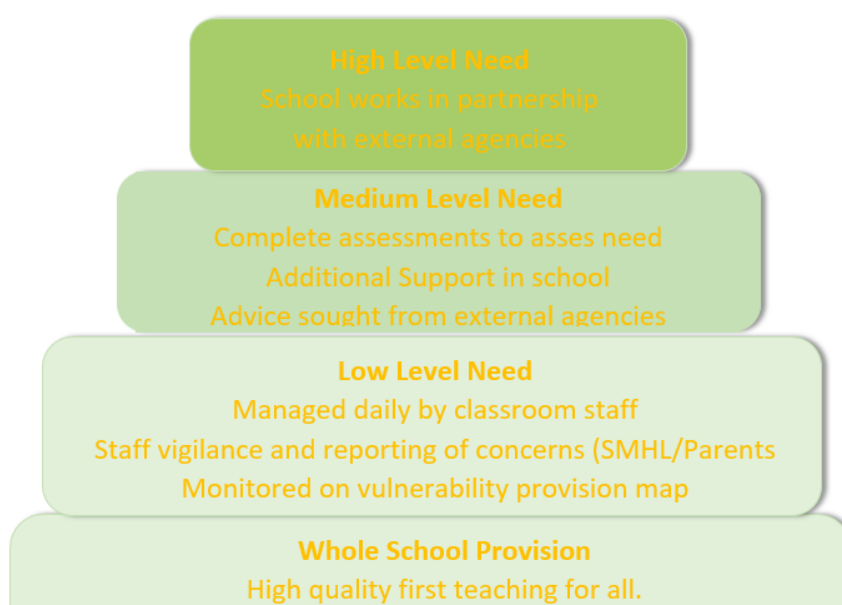 High Level Need
School works in partnership
with external agencies
Medium Level Need
Complete assessments to asses need
Additional Support in school
Advice sought from external agencies
Low Level Need
Managed daily by classroom staff
Staff vigilance and reporting of concerns (SMHL/Parents
Monitored on vulnerability provision map
Whole School Provision
High quality first teaching for all.